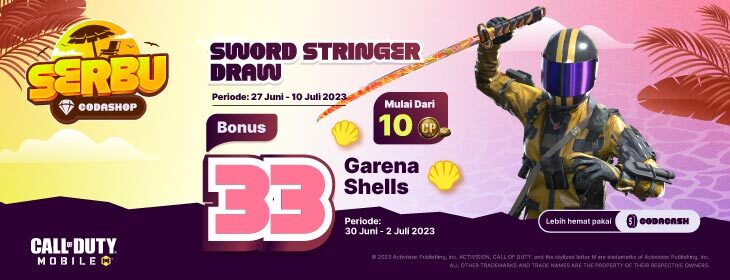 SERBU
CODASHOP
SWORD STRINGER
DRAW
Periode: 27 Juni - 10 Juli 2023
Mulai Dari
10 CP
Bonus
33
Garena
Shells
Periode:
30 Juni - 2 Juli 2023
Lebih hemat pakai CODACASH
CALL OF DUTY
MOBILE
© 2023 Activision Publishing, Inc. ACTIVISION, CALL OF DUTY, and the stylized letter M are trademarks of Activision Publishing, Inc.
ALL OTHER TRADEMARKS AND TRADE NAMES ARE THE PROPERTY OF THEIR RESPECTIVE OWNERS.